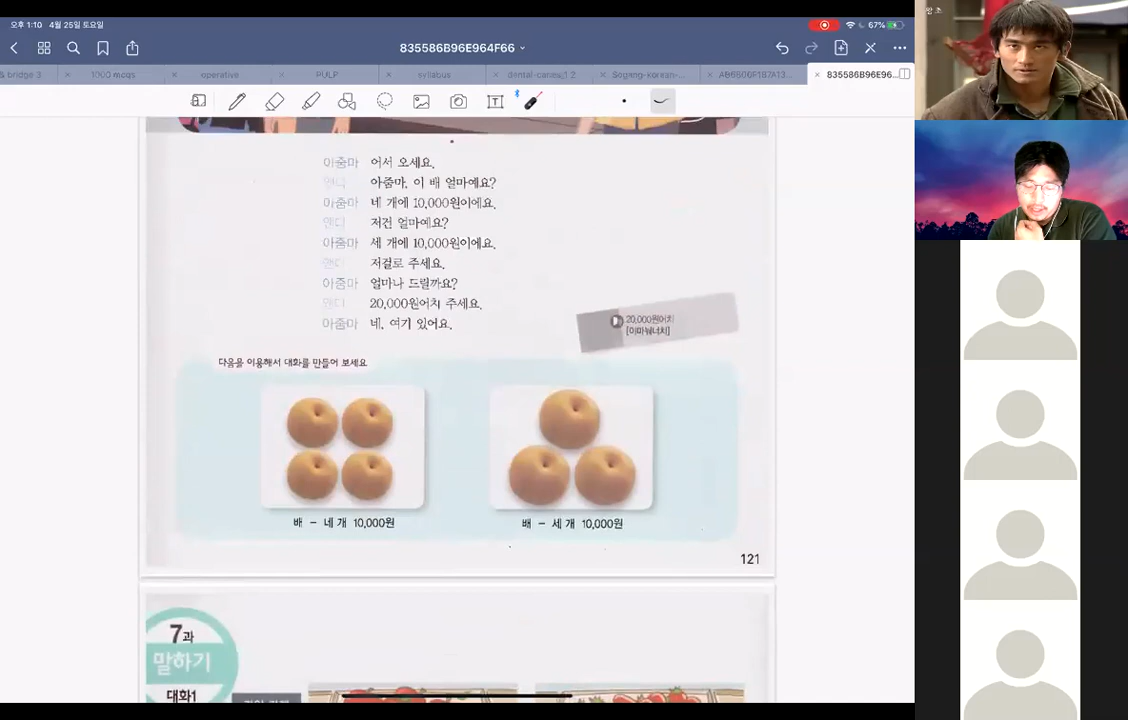 오후 1:10 4월 25일 토요일
67%
835586B96E964F66
& bridge 3
1000 mcqs
operative
PULP
syllabus
dental-caries_1 2
Sogang-korean-...
835586B96E96...
아줌마 어서 오세요.
앤디 아줌마, 이 배 얼마예요?
아줌마 네 개에 10,000원이에요.
앤디 저건 얼마예요?
아줌마 세 개에 10,000원이에요.
앤디 저걸로 주세요.
아줌마 얼마나 드릴까요?
앤디 20,000원어치 주세요.
아줌마 네, 여기 있어요.
20,000원어치
[이마눠너치]
다음을 이용해서 대화를 만들어 보세요
배 – 네 개 10,000원
배 – 세 개 10,000원
121
7과
말하기
대화1